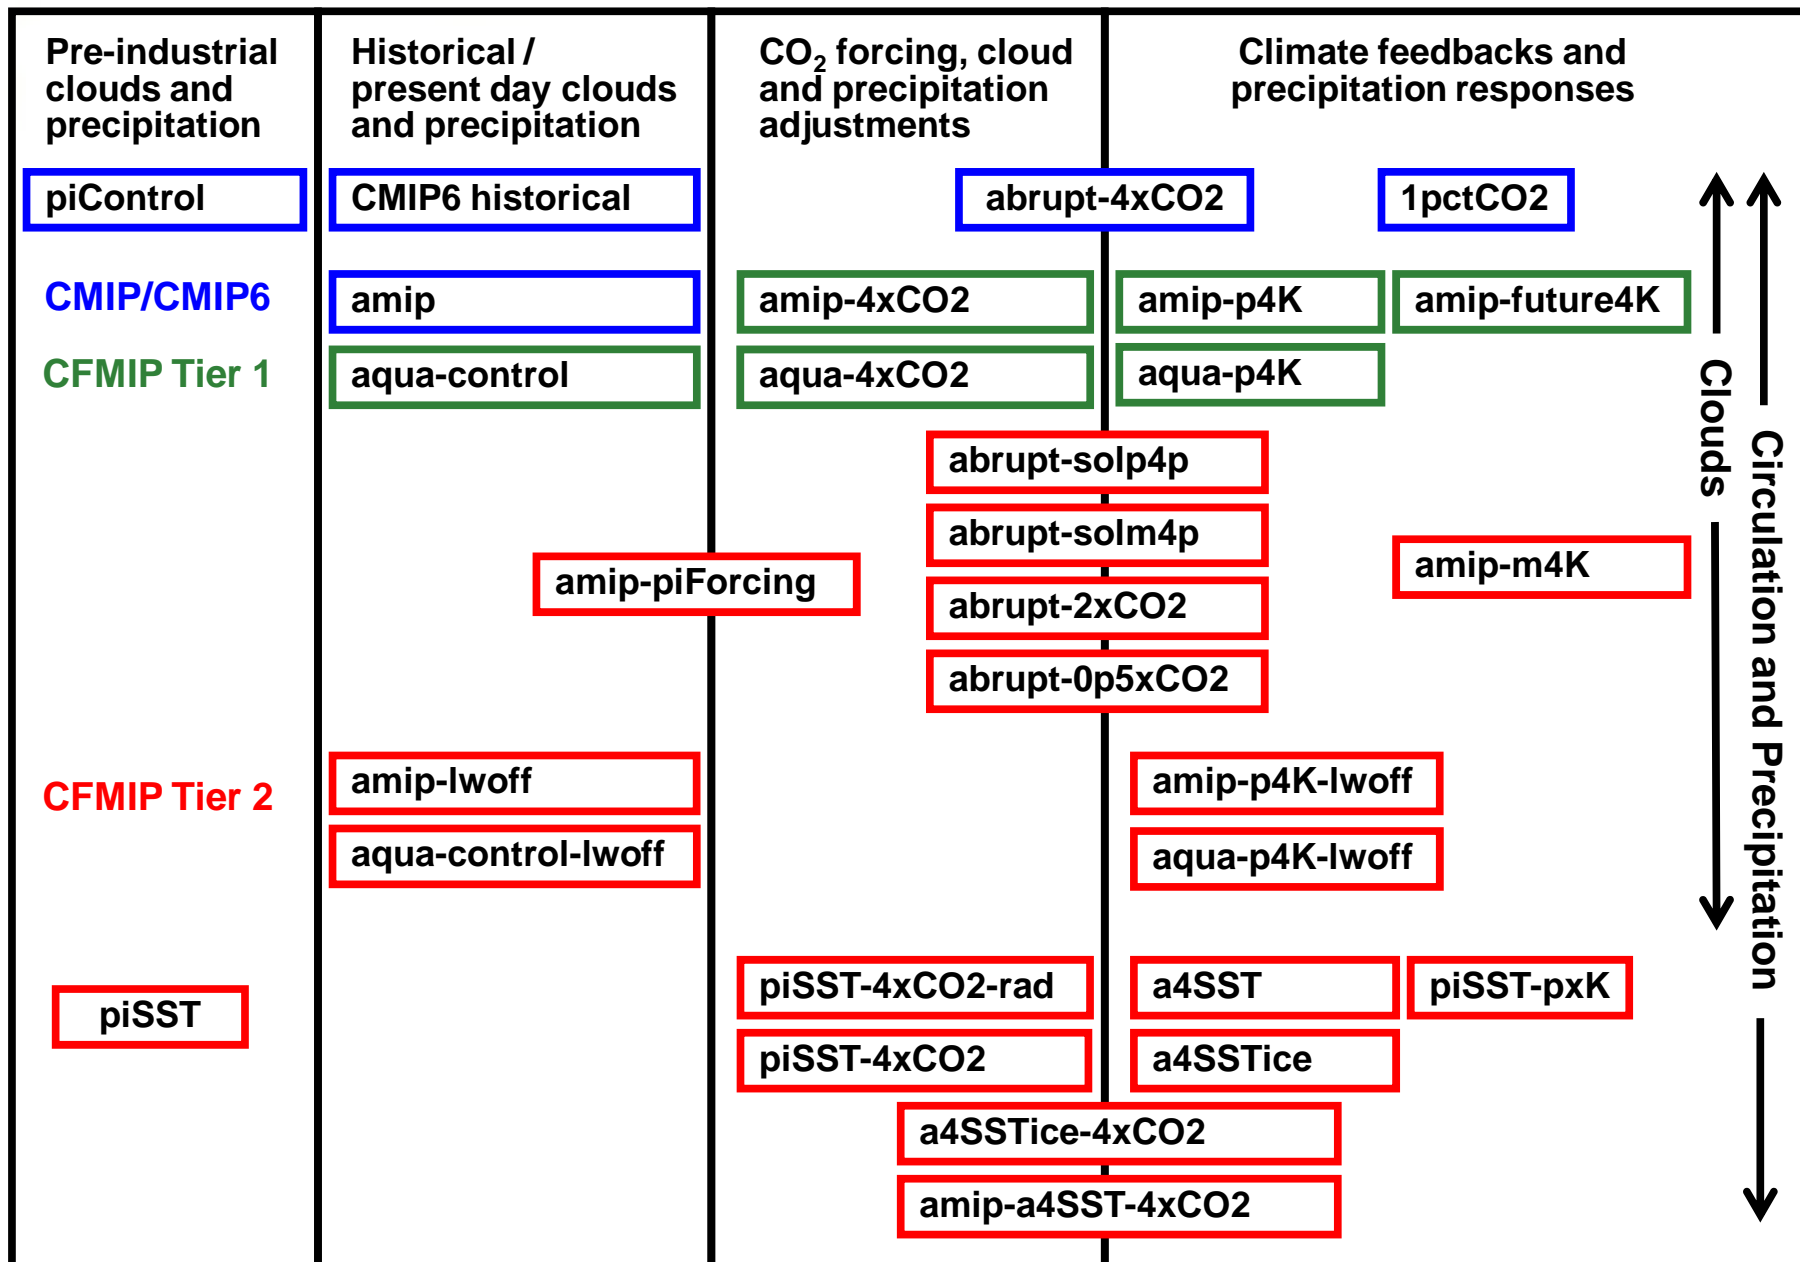 Pre-industrial
clouds and
precipitation
Historical /
present day clouds
and precipitation
CO₂ forcing, cloud
and precipitation
adjustments
Climate feedbacks and
precipitation responses
piControl
CMIP6 historical
abrupt-4xCO2
1pctCO2
CMIP/CMIP6
amip
amip-4xCO2
amip-p4K
amip-future4K
CFMIP Tier 1
aqua-control
aqua-4xCO2
aqua-p4K
abrupt-solp4p
abrupt-solm4p
amip-piForcing
abrupt-2xCO2
amip-m4K
abrupt-0p5xCO2
CFMIP Tier 2
amip-lwoff
amip-p4K-lwoff
aqua-control-lwoff
aqua-p4K-lwoff
piSST
piSST-4xCO2-rad
a4SST
piSST-pxK
piSST-4xCO2
a4SSTice
a4SSTice-4xCO2
amip-a4SST-4xCO2
Clouds
Circulation and Precipitation